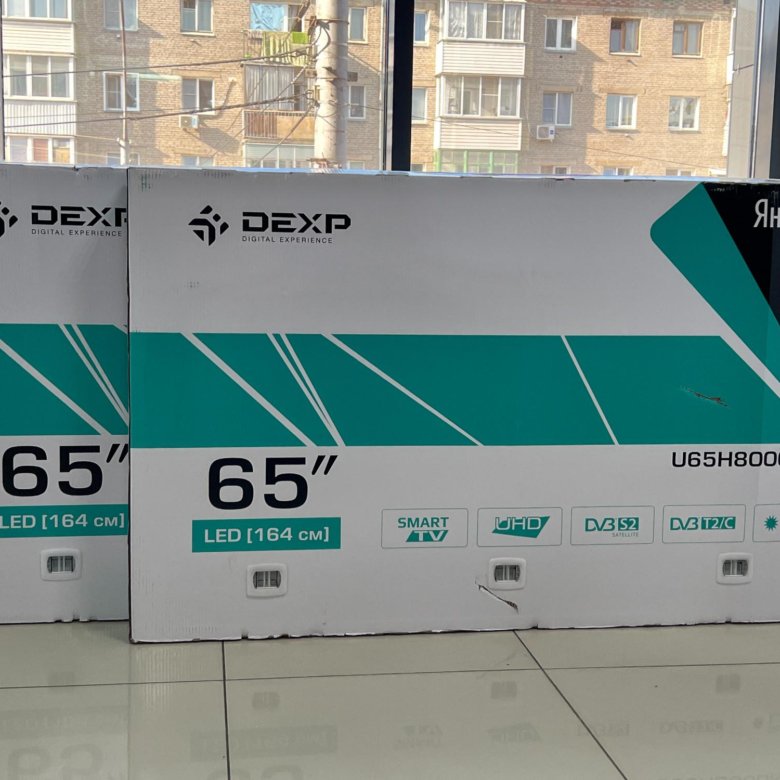 DEXP
DIGITAL EXPERIENCE
65"
LED [164 см]
DEXP
DIGITAL EXPERIENCE
65"
LED [164 см]
U65H800
SMART
TV
UHD
DVB S2
SATELLITE
DVB T2/C